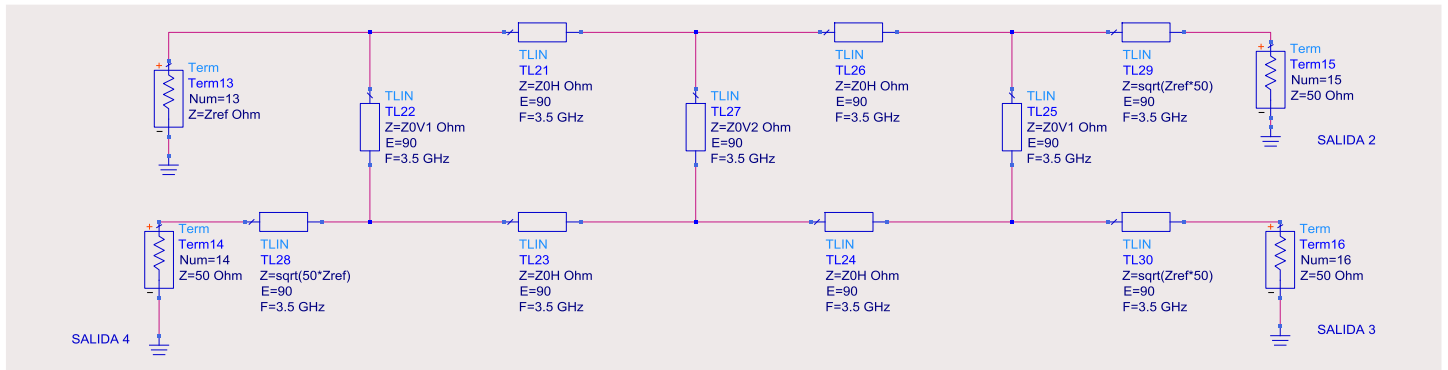 Term
Term13
Num=13
Z=Zref Ohm
TLIN
TL22
Z=Z0V1 Ohm
E=90
F=3.5 GHz
TLIN
TL21
Z=Z0H Ohm
E=90
F=3.5 GHz
TLIN
TL27
Z=Z0V2 Ohm
E=90
F=3.5 GHz
TLIN
TL26
Z=Z0H Ohm
E=90
F=3.5 GHz
TLIN
TL25
Z=Z0V1 Ohm
E=90
F=3.5 GHz
TLIN
TL29
Z=sqrt(Zref*50)
E=90
F=3.5 GHz
Term
Term15
Num=15
Z=50 Ohm
SALIDA 2
Term
Term14
Num=14
Z=50 Ohm
SALIDA 4
TLIN
TL28
Z=sqrt(50*Zref)
E=90
F=3.5 GHz
TLIN
TL23
Z=Z0H Ohm
E=90
F=3.5 GHz
TLIN
TL24
Z=Z0H Ohm
E=90
F=3.5 GHz
TLIN
TL30
Z=sqrt(Zref*50)
E=90
F=3.5 GHz
Term
Term16
Num=16
Z=50 Ohm
SALIDA 3